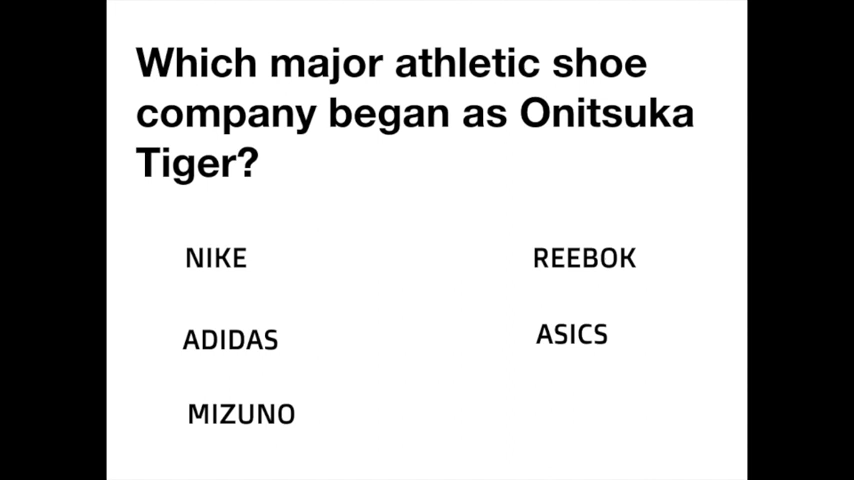 Which major athletic shoe
company began as Onitsuka
Tiger?
NIKE
REEBOK
ADIDAS
ASICS
MIZUNO